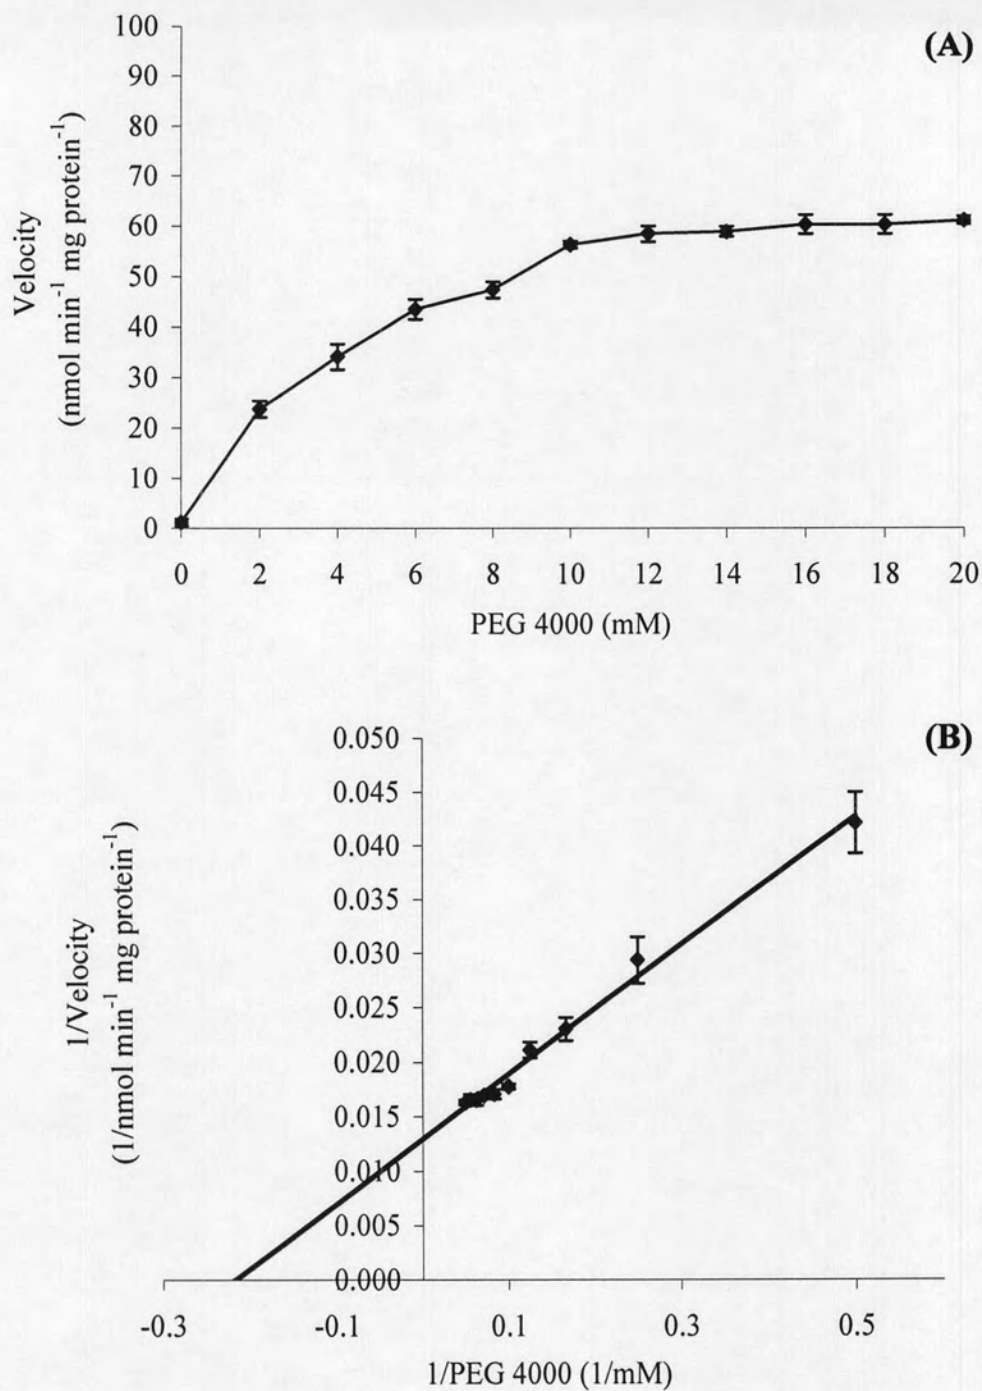 (A)
100
90
80
70
60
50
40
30
20
10
0
Velocity
(nmol min⁻¹ mg protein⁻¹)
0 2 4 6 8 10 12 14 16 18 20
PEG 4000 (mM)
(B)
0.050
0.045
0.040
0.035
0.030
0.025
0.020
0.015
0.010
0.005
0.000
1/Velocity
(1/nmol min⁻¹ mg protein⁻¹)
-0.3 -0.1 0.1 0.3 0.5
1/PEG 4000 (1/mM)